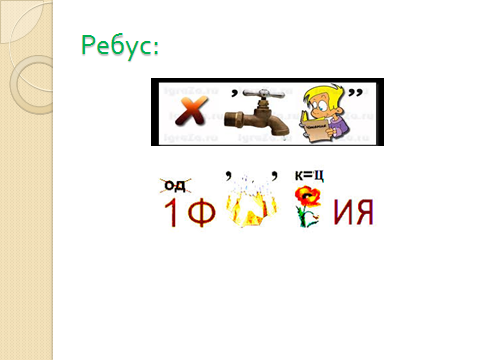 Ребус:
х , ,,
од , , к=ц
1Ф ИЯ